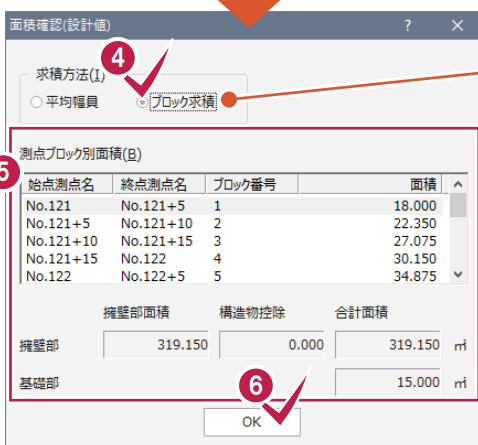 面積確認(設計値) ? ×
4
求積方法(I)
平均幅員 ブロック求積
5
測点ブロック別面積(B)
始点測点名 終点測点名 ブロック番号 面積
No.121 No.121+5 1 18.000
No.121+5 No.121+10 2 22.350
No.121+10 No.121+15 3 27.075
No.121+15 No.122 4 30.150
No.122 No.122+5 5 34.875
擁壁部面積 構造物控除 合計面積
擁壁部 319.150 0.000 319.150 ㎡
基礎部 15.000 ㎡
6
OK